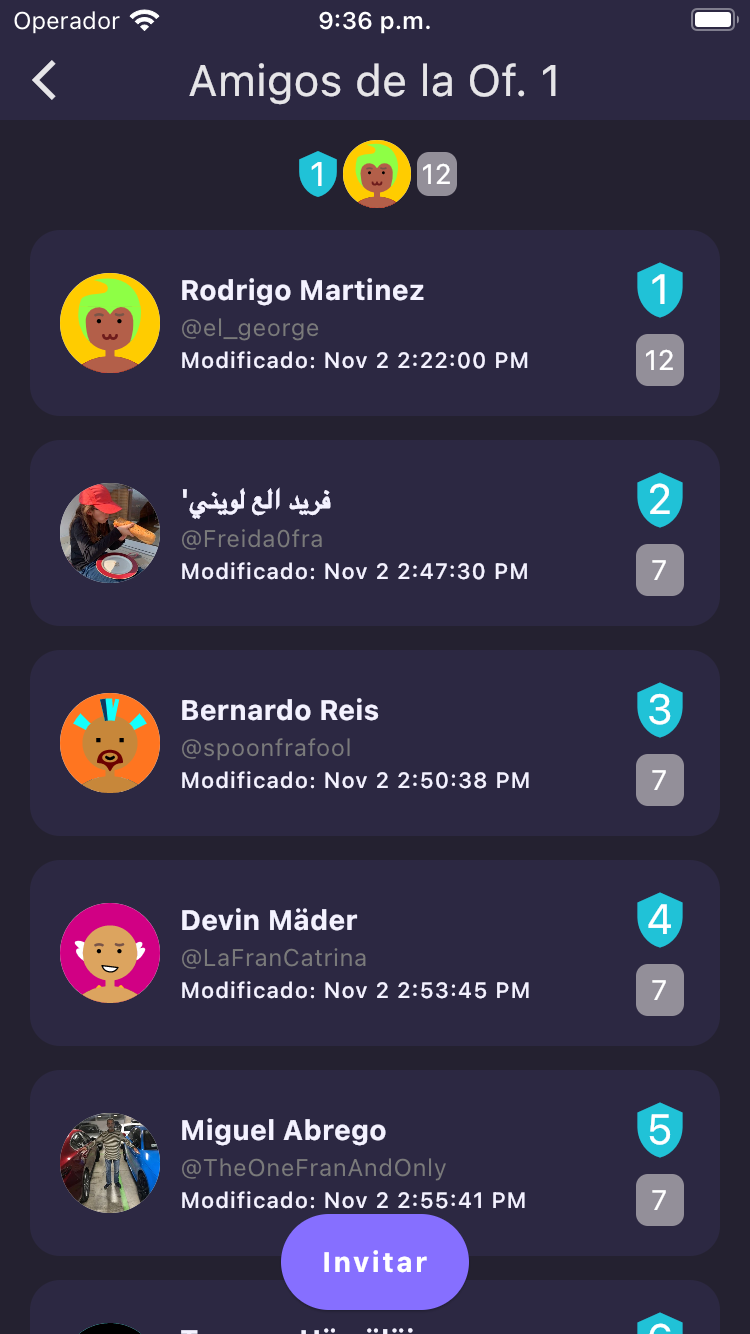 Operador 9:36 p.m.
Amigos de la Of. 1
1 12
Rodrigo Martinez
@el_george
Modificado: Nov 2 2:22:00 PM
1
12
فريد الع لويني'
@Freida0fra
Modificado: Nov 2 2:47:30 PM
2
7
Bernardo Reis
@spoonfrafool
Modificado: Nov 2 2:50:38 PM
3
7
Devin Mäder
@LaFranCatrina
Modificado: Nov 2 2:53:45 PM
4
7
Miguel Abrego
@TheOneFranAndOnly
Modificado: Nov 2 2:55:41 PM
5
7
Invitar